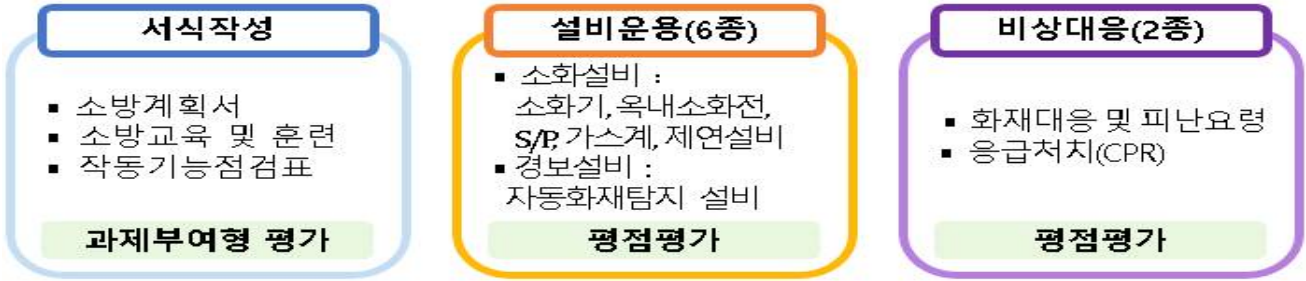 서식작성
▪ 소방계획서
▪ 소방교육 및 훈련
▪ 작동기능점검표
과제부여형 평가
설비운용(6종)
▪ 소화설비 :
소화기, 옥내소화전,
S/P, 가스계, 제연설비
▪ 경보설비 :
자동화재탐지 설비
평점평가
비상대응(2종)
▪ 화재대응 및 피난요령
▪ 응급처치(CPR)
평점평가